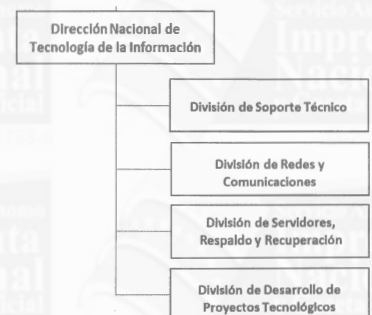 Dirección Nacional de
Tecnología de la Información
División de Soporte Técnico
División de Redes y
Comunicaciones
División de Servidores,
Respaldo y Recuperación
División de Desarrollo de
Proyectos Tecnológicos